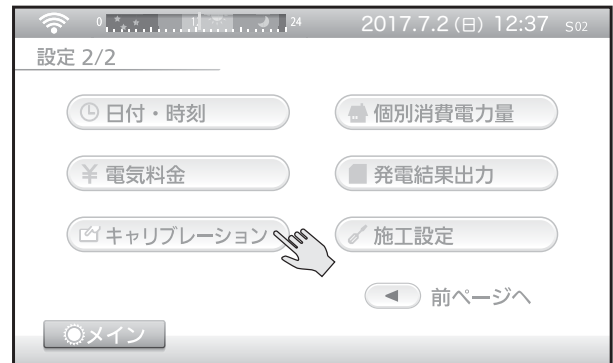 0 12 24 2017.7.2 (日) 12:37 S02
設定 2/2
日付・時刻 個別消費電力量
¥ 電気料金 発電結果出力
キャリブレーション 施工設定
◀ 前ページへ
メイン